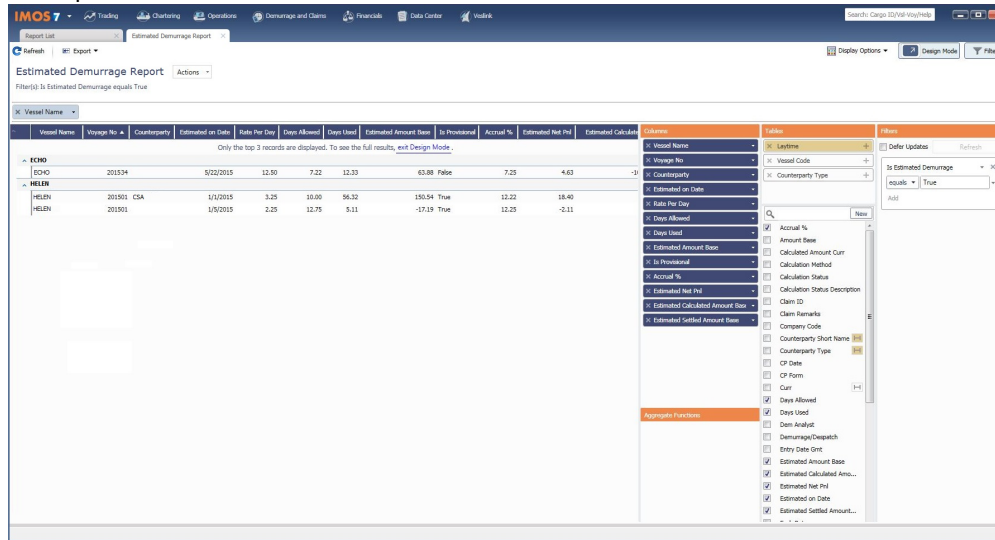 IMOS 7 Trading Chartering Operations Demurrage and Claims Financials Data Center Veslink Search: Cargo ID/Vsl-Voy/Help
Report List × Estimated Demurrage Report ×
Refresh Export Display Options Design Mode Filte
Estimated Demurrage Report Actions
Filter(s): Is Estimated Demurrage equals True
× Vessel Name
Vessel Name Voyage No Counterparty Estimated on Date Rate Per Day Days Allowed Days Used Estimated Amount Base Is Provisional Accrual % Estimated Net Pnl Estimated Calculate
Only the top 3 records are displayed. To see the full results, exit Design Mode .
ECHO
ECHO 201534 5/22/2015 12.50 7.22 12.33 63.88 False 7.25 4.63 -10
HELEN
HELEN 201501 CSA 1/1/2015 3.25 10.00 56.32 150.54 True 12.22 18.40
HELEN 201501 1/5/2015 2.25 12.75 5.11 -17.19 True 12.25 -2.11
Columns
× Vessel Name
× Voyage No
× Counterparty
× Estimated on Date
× Rate Per Day
× Days Allowed
× Days Used
× Estimated Amount Base
× Is Provisional
× Accrual %
× Estimated Net Pnl
× Estimated Calculated Amount Base
× Estimated Settled Amount Base
Aggregate Functions
Tables
× Laytime +
× Vessel Code +
× Counterparty Type +
New
Accrual %
Amount Base
Calculated Amount Curr
Calculation Method
Calculation Status
Calculation Status Description
Claim ID
Claim Remarks
Company Code
Counterparty Short Name
Counterparty Type
CP Date
CP Form
Curr
Days Allowed
Days Used
Dem Analyst
Demurrage/Despatch
Entry Date Gmt
Estimated Amount Base
Estimated Calculated Amo...
Estimated Net Pnl
Estimated on Date
Estimated Settled Amount...
Filters
Defer Updates Refresh
Is Estimated Demurrage ×
equals True
Add